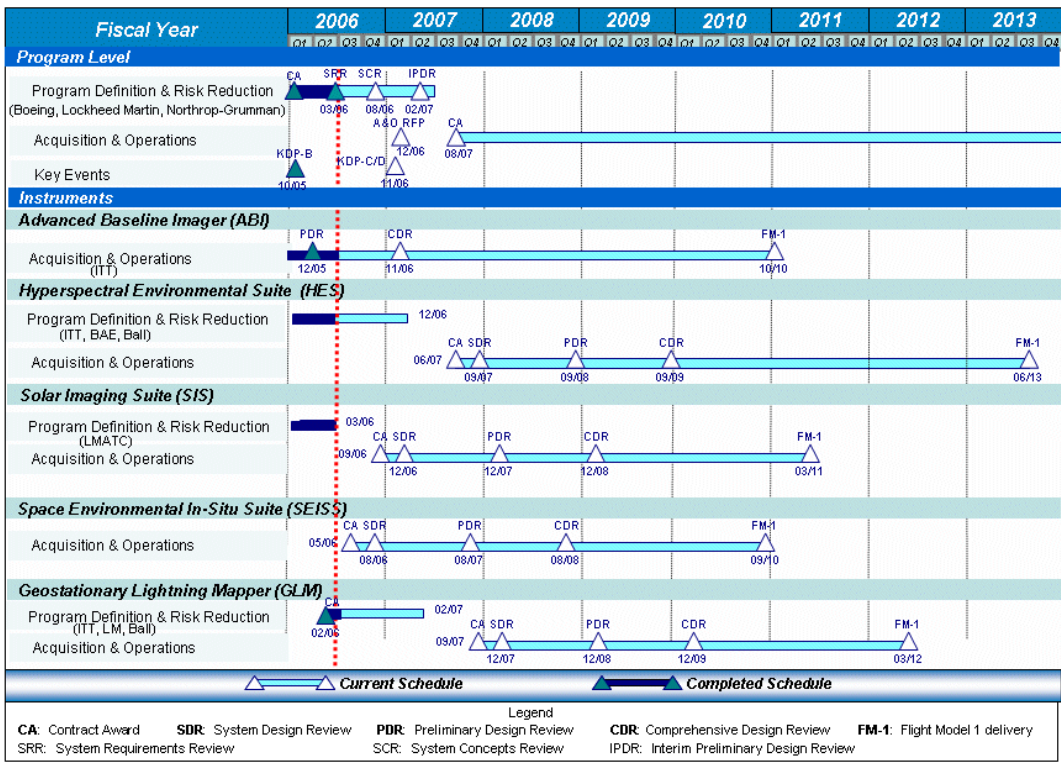 Fiscal Year 2006 2007 2008 2009 2010 2011 2012 2013
Q1 Q2 Q3 Q4 Q1 Q2 Q3 Q4 Q1 Q2 Q3 Q4 Q1 Q2 Q3 Q4 Q1 Q2 Q3 Q4 Q1 Q2 Q3 Q4 Q1 Q2 Q3 Q4 Q1 Q2 Q3 Q4
Program Level
CA SRR SCR IPDR
Program Definition & Risk Reduction
(Boeing, Lockheed Martin, Northrop-Grumman)
03/06 08/06 02/07
A&O RFP CA
Acquisition & Operations
12/06 08/07
KDP-B KDP-C/D
Key Events
10/05 11/06
Instruments
Advanced Baseline Imager (ABI)
PDR CDR FM-1
Acquisition & Operations
(ITT)
12/05 11/06 10/10
Hyperspectral Environmental Suite (HES)
Program Definition & Risk Reduction 12/06
(ITT, BAE, Ball)
CA SDR PDR CDR FM-1
Acquisition & Operations 06/07
09/07 09/08 09/09 06/13
Solar Imaging Suite (SIS)
Program Definition & Risk Reduction 03/06
(LMATC)
CA SDR PDR CDR FM-1
Acquisition & Operations 09/06
12/06 12/07 12/08 03/11
Space Environmental In-Situ Suite (SEISS)
CA SDR PDR CDR FM-1
Acquisition & Operations 05/06
08/06 08/07 08/08 09/10
Geostationary Lightning Mapper (GLM)
CA
Program Definition & Risk Reduction 02/07
(ITT, LM, Ball)
02/06
CA SDR PDR CDR FM-1
Acquisition & Operations 09/07
12/07 12/08 12/09 03/12
Current Schedule Completed Schedule
Legend
CA: Contract Award SDR: System Design Review PDR: Preliminary Design Review CDR: Comprehensive Design Review FM-1: Flight Model 1 delivery
SRR: System Requirements Review SCR: System Concepts Review IPDR: Interim Preliminary Design Review